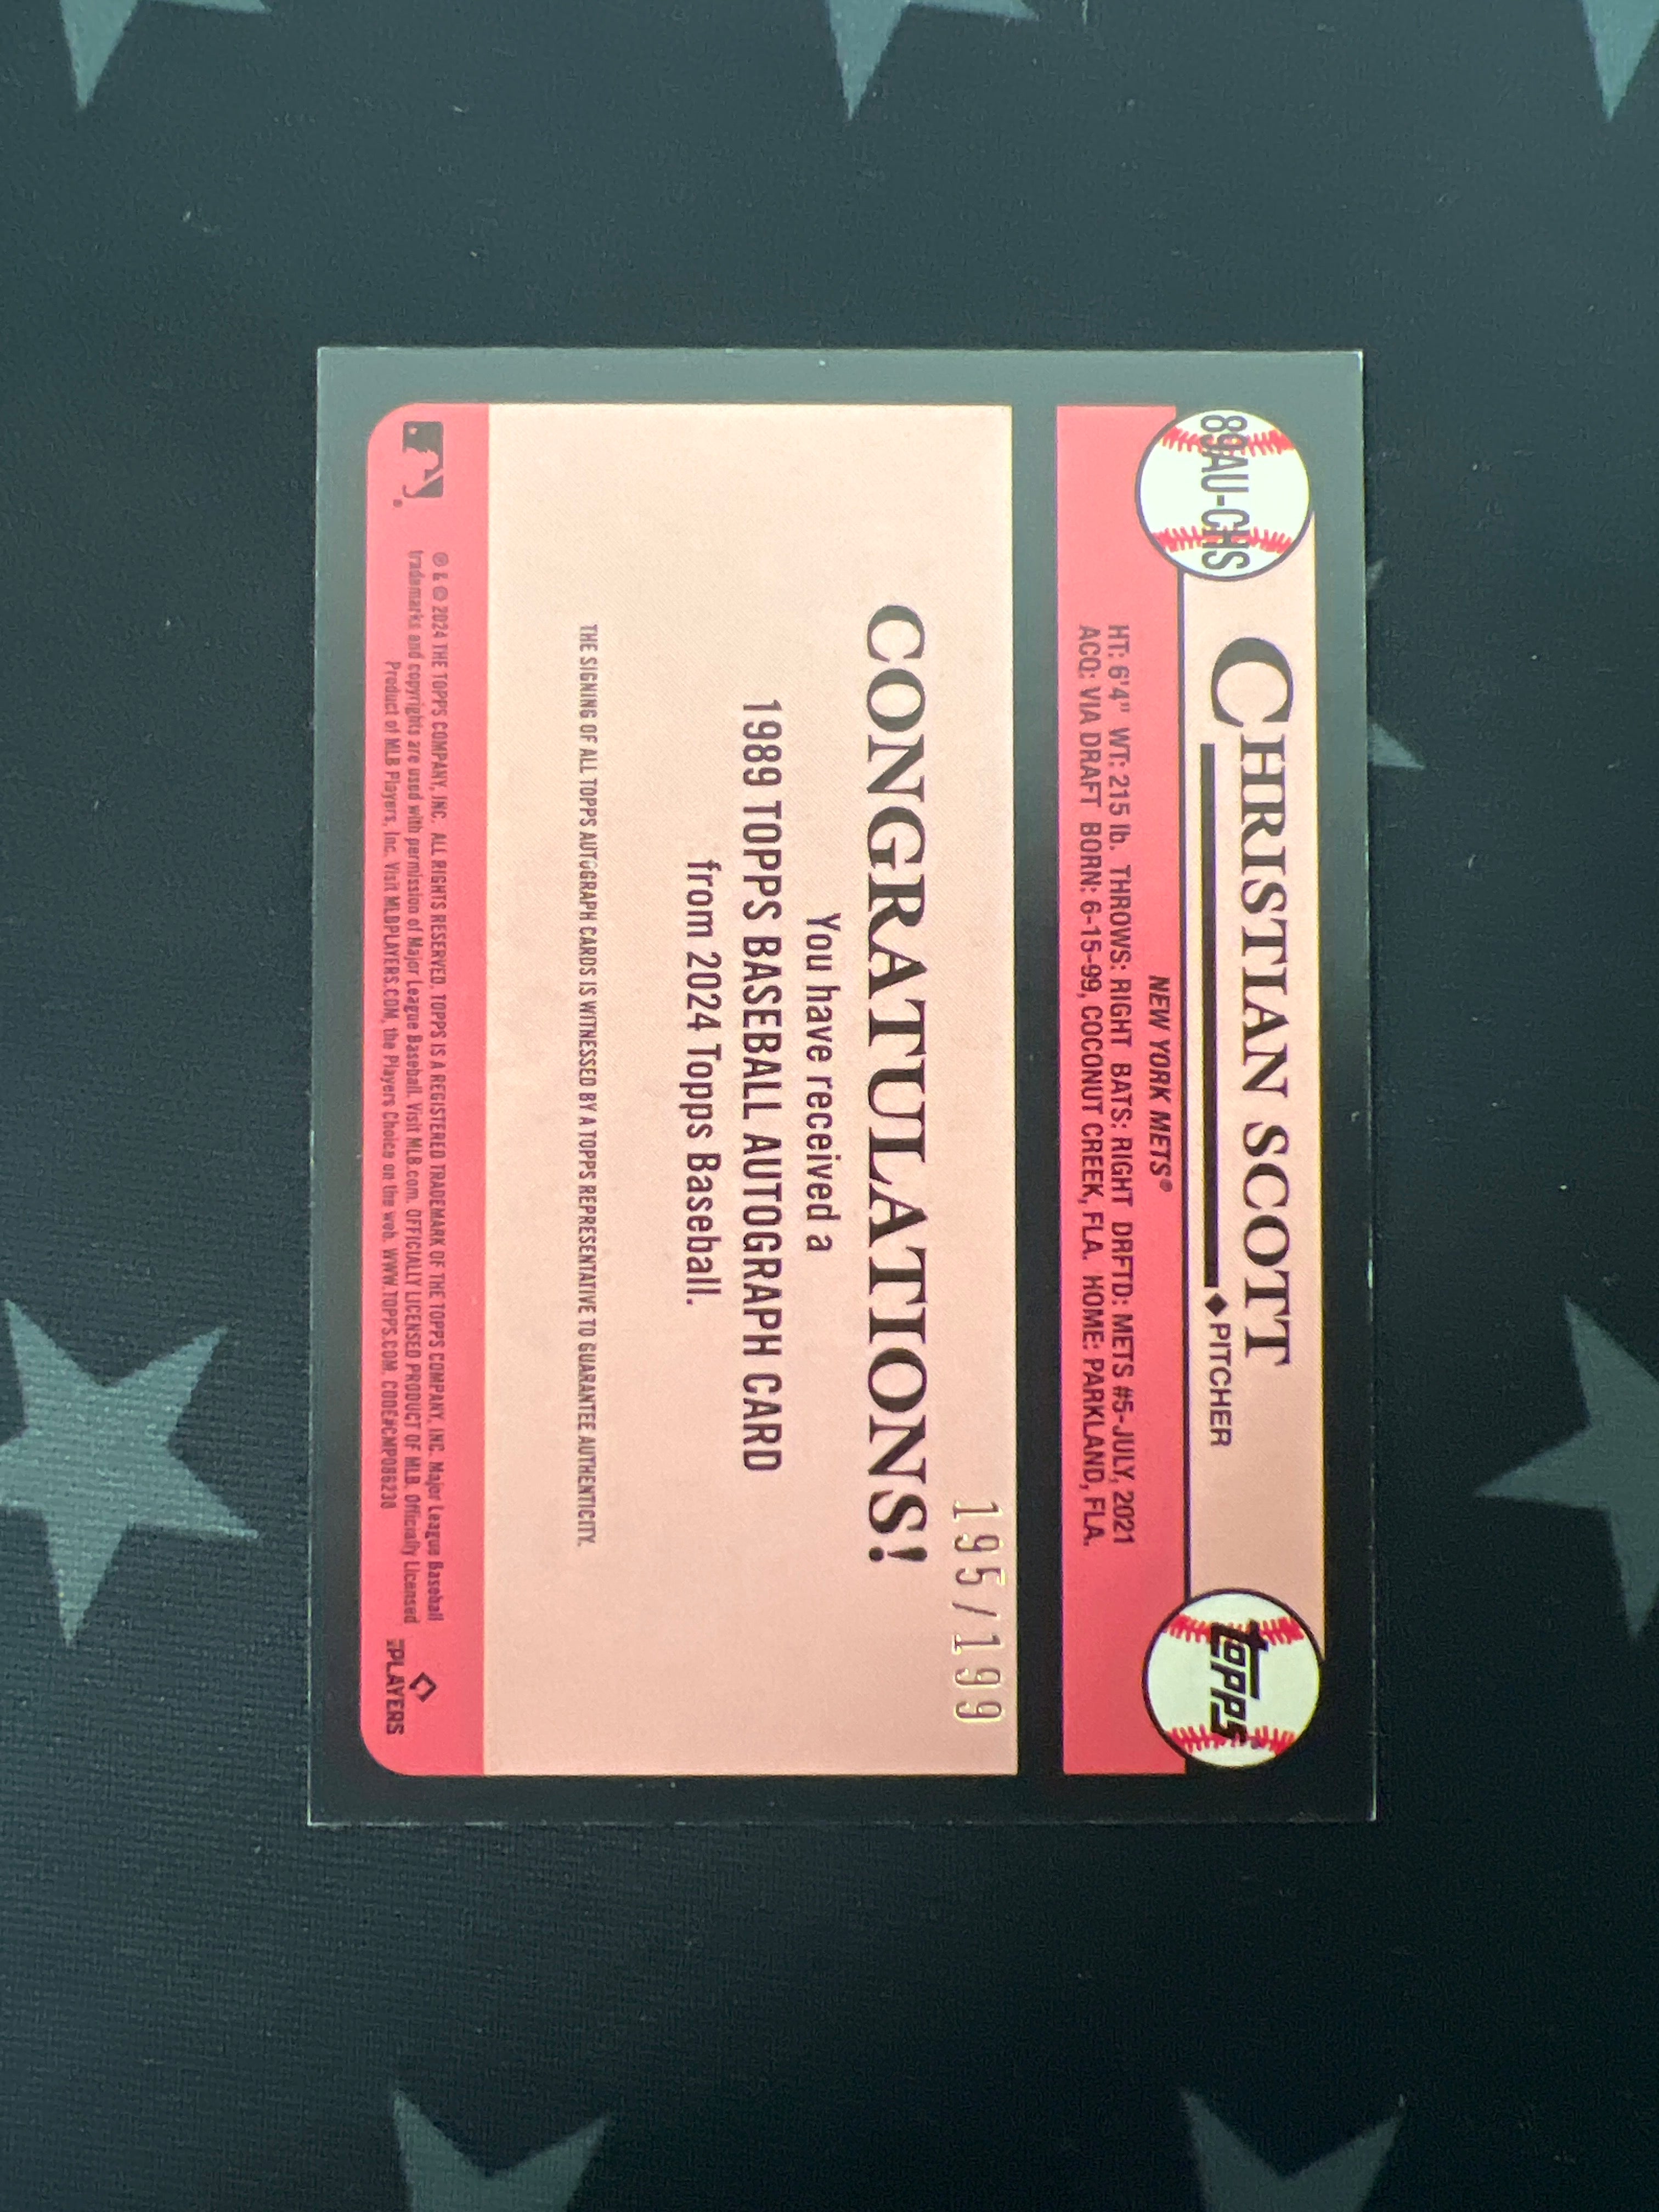 89AU-CHS
CHRISTIAN SCOTT
◆PITCHER
topps
NEW YORK METS®
HT: 6'4" WT: 215 lb. THROWS: RIGHT BATS: RIGHT DRFTD: METS #5-JULY, 2021
ACQ: VIA DRAFT BORN: 6-15-99, COCONUT CREEK, FLA. HOME: PARKLAND, FLA.
195/199
CONGRATULATIONS!
You have received a
1989 TOPPS BASEBALL AUTOGRAPH CARD
from 2024 Topps Baseball.
THE SIGNING OF ALL TOPPS AUTOGRAPH CARDS IS WITNESSED BY A TOPPS REPRESENTATIVE TO GUARANTEE AUTHENTICITY.
® & © 2024 THE TOPPS COMPANY, INC. ALL RIGHTS RESERVED. TOPPS IS A REGISTERED TRADEMARK OF THE TOPPS COMPANY, INC. Major League Baseball
trademarks and copyrights are used with permission of Major League Baseball. Visit MLB.com. OFFICIALLY LICENSED PRODUCT OF MLB. Officially Licensed
Product of MLB Players, Inc. Visit MLBPLAYERS.COM, the Players Choice on the web. WWW.TOPPS.COM. CODE#CMP086238
MLBPLAYERS